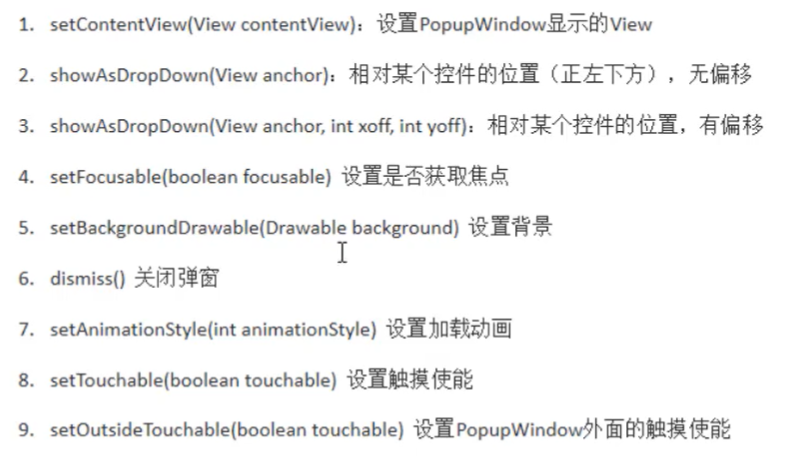 1. setContentView(View contentView)：设置PopupWindow显示的View
2. showAsDropDown(View anchor)：相对某个控件的位置（正左下方），无偏移
3. showAsDropDown(View anchor, int xoff, int yoff)：相对某个控件的位置，有偏移
4. setFocusable(boolean focusable) 设置是否获取焦点
5. setBackgroundDrawable(Drawable background) 设置背景
6. dismiss() 关闭弹窗
7. setAnimationStyle(int animationStyle) 设置加载动画
8. setTouchable(boolean touchable) 设置触摸使能
9. setOutsideTouchable(boolean touchable) 设置PopupWindow外面的触摸使能